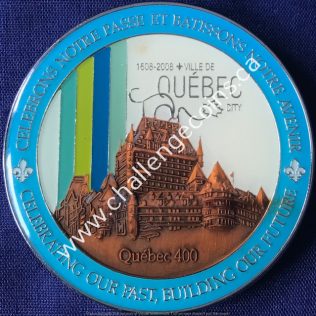 CÉLÉBRONS NOTRE PASSÉ ET BÂTISSONS NOTRE AVENIR
1608-2008 VILLE DE
QUÉBEC
CITY
www.challengecoins.ca
Québec 400
CELEBRATING OUR PAST, BUILDING OUR FUTURE